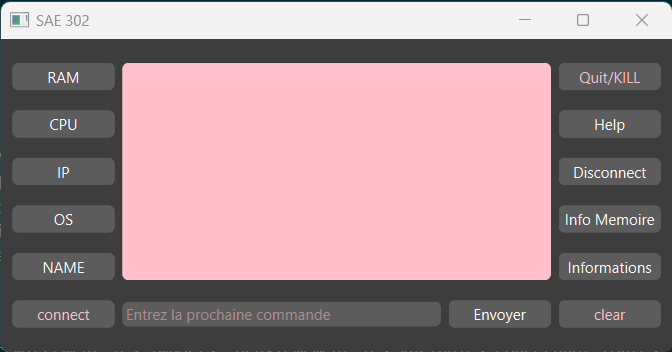 SAE 302
RAM
Quit/KILL
CPU
Help
IP
Disconnect
OS
Info Memoire
NAME
Informations
connect
Entrez la prochaine commande
Envoyer
clear